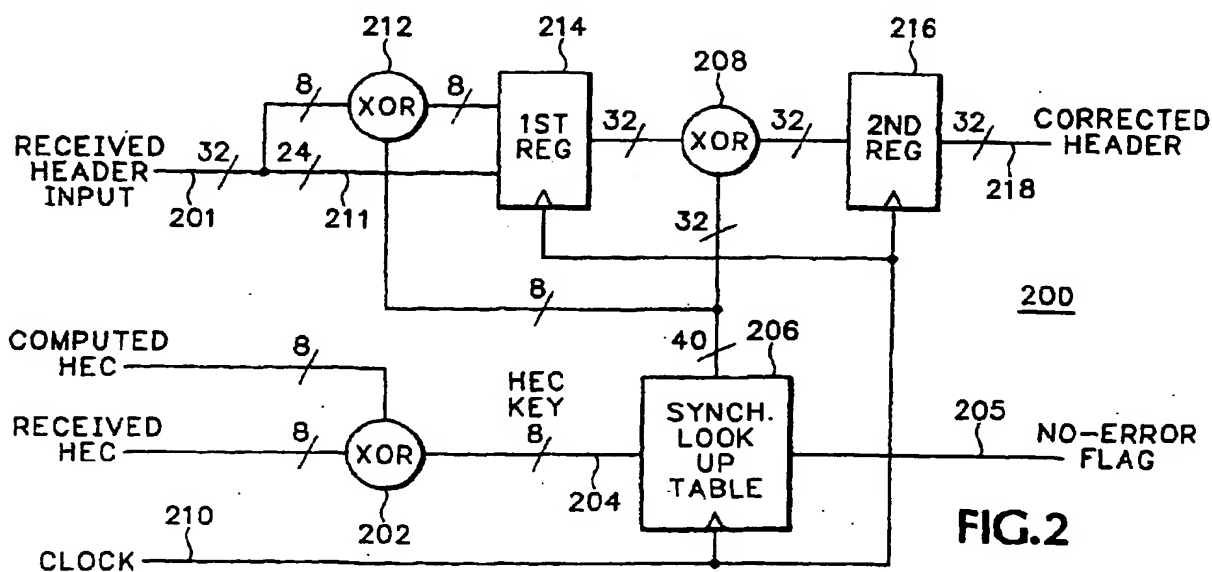 212
214
216
208
8
XOR
8
1ST
REG
32
XOR
32
2ND
REG
32
CORRECTED
HEADER
218
RECEIVED
HEADER
INPUT
32
24
201
211
32
8
200
COMPUTED
HEC
8
40
206
HEC
KEY
8
SYNCH.
LOOK
UP
TABLE
205
NO-ERROR
FLAG
RECEIVED
HEC
8
XOR
204
202
210
CLOCK
FIG.2